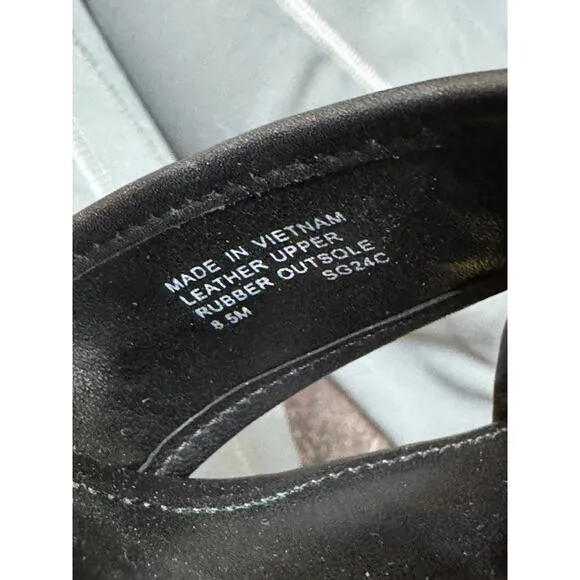 MADE IN VIETNAM
LEATHER UPPER
RUBBER OUTSOLE
8.5M SG24C